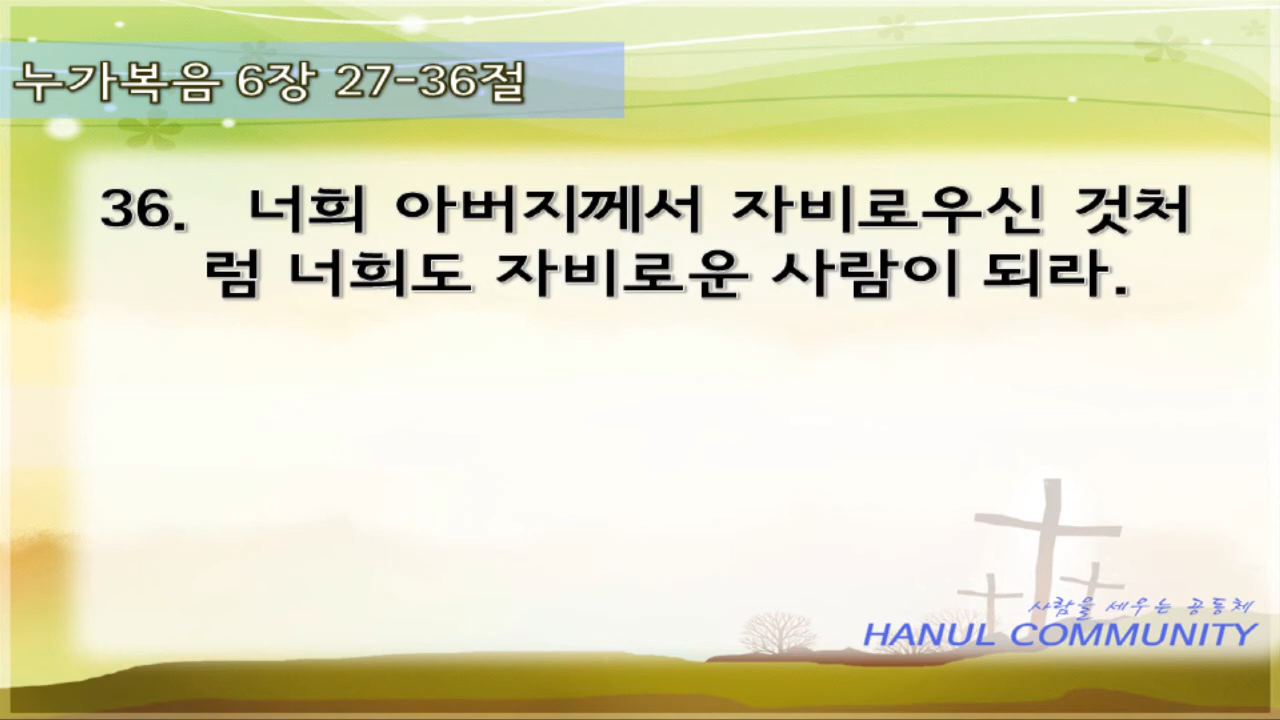 누가복음 6장 27-36절
36. 너희 아버지께서 자비로우신 것처
럼 너희도 자비로운 사람이 되라.
사람을 세우는 공동체
HANUL COMMUNITY